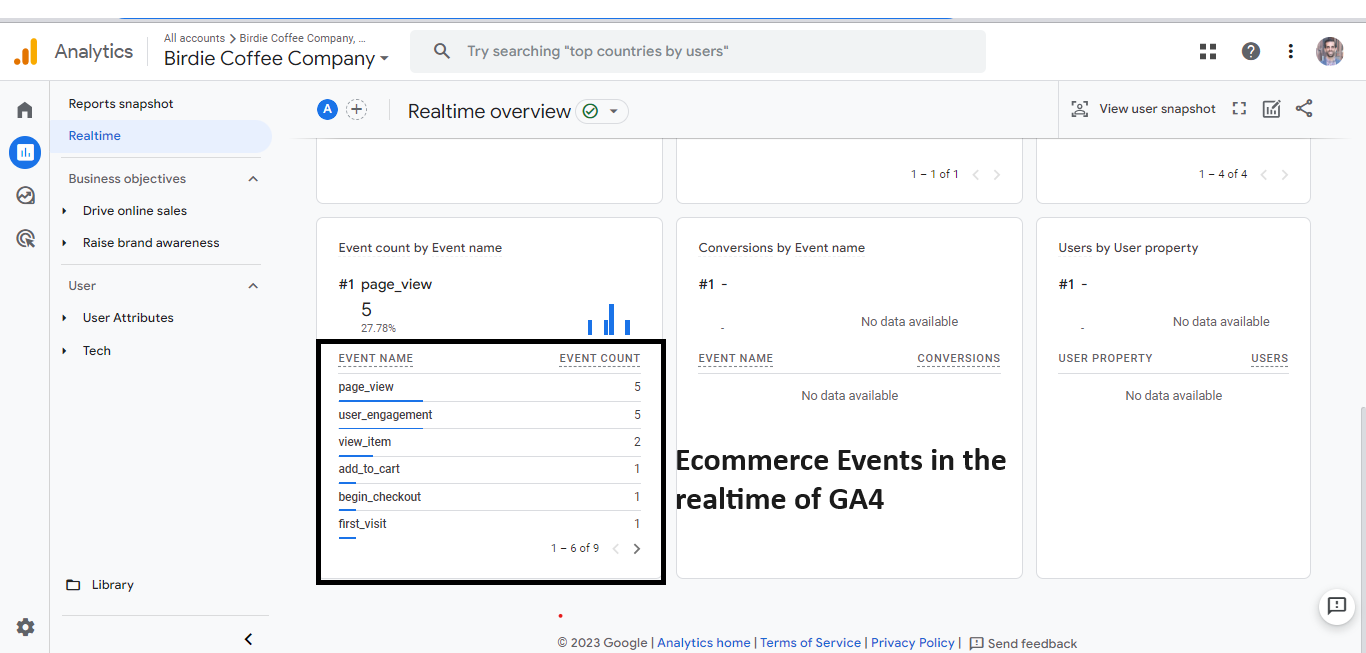 Analytics
All accounts > Birdie Coffee Company, ...
Birdie Coffee Company
Try searching "top countries by users"
Reports snapshot
Realtime
Business objectives
Drive online sales
Raise brand awareness
User
User Attributes
Tech
Library
A
Realtime overview
View user snapshot
1 – 1 of 1
1 – 4 of 4
Event count by Event name
#1 page_view
5
27.78%
EVENT NAME EVENT COUNT
page_view 5
user_engagement 5
view_item 2
add_to_cart 1
begin_checkout 1
first_visit 1
1 – 6 of 9
Conversions by Event name
#1 -
-
No data available
EVENT NAME CONVERSIONS
No data available
Ecommerce Events in the
realtime of GA4
Users by User property
#1 -
-
No data available
USER PROPERTY USERS
No data available
© 2023 Google | Analytics home | Terms of Service | Privacy Policy | Send feedback